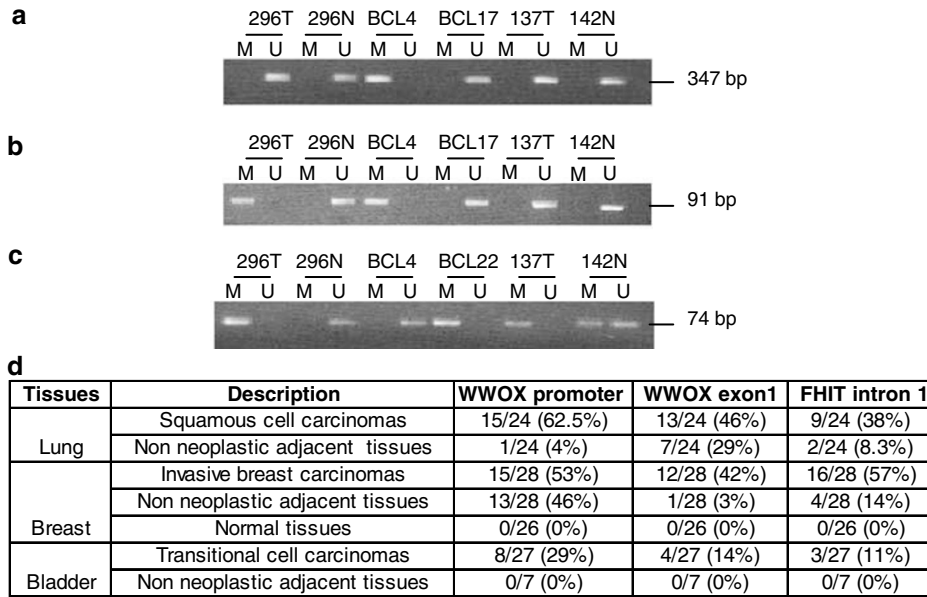 a
296T 296N BCL4 BCL17 137T 142N
M U M U M U M U M U M U
347 bp
b
296T 296N BCL4 BCL17 137T 142N
M U M U M U M U M U M U
91 bp
c
296T 296N BCL4 BCL22 137T 142N
M U M U M U M U M U M U
74 bp
d
Tissues Description WWOX promoter WWOX exon1 FHIT intron 1
Squamous cell carcinomas 15/24 (62.5%) 13/24 (46%) 9/24 (38%)
Lung Non neoplastic adjacent tissues 1/24 (4%) 7/24 (29%) 2/24 (8.3%)
Invasive breast carcinomas 15/28 (53%) 12/28 (42%) 16/28 (57%)
Non neoplastic adjacent tissues 13/28 (46%) 1/28 (3%) 4/28 (14%)
Breast Normal tissues 0/26 (0%) 0/26 (0%) 0/26 (0%)
Transitional cell carcinomas 8/27 (29%) 4/27 (14%) 3/27 (11%)
Bladder Non neoplastic adjacent tissues 0/7 (0%) 0/7 (0%) 0/7 (0%)